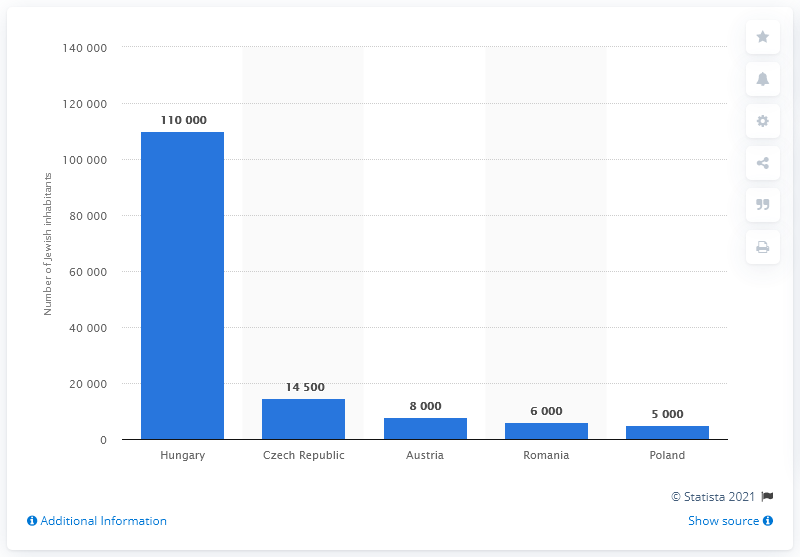 140 000
120 000
100 000
80 000
60 000
40 000
20 000
0
Number of Jewish inhabitants
110 000
14 500
8 000
6 000
5 000
Hungary
Czech Republic
Austria
Romania
Poland
© Statista 2021
Additional Information
Show source